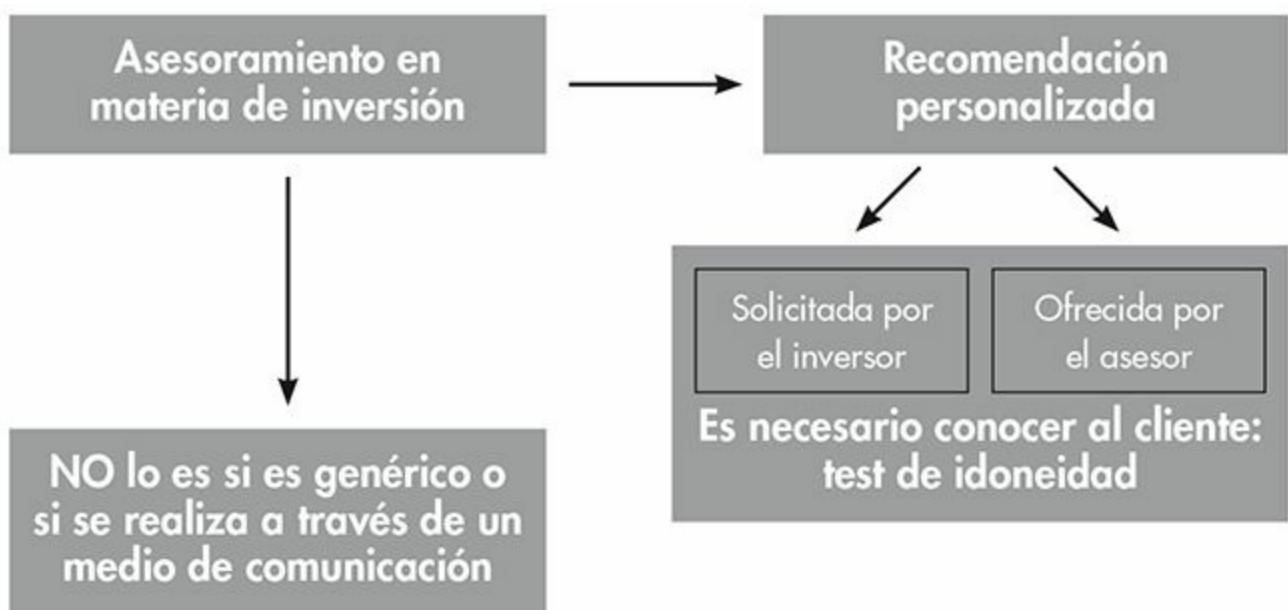 Asesoramiento en
materia de inversión
Recomendación
personalizada
Solicitada por
el inversor
Ofrecida por
el asesor
Es necesario conocer al cliente:
test de idoneidad
NO lo es si es genérico o
si se realiza a través de un
medio de comunicación